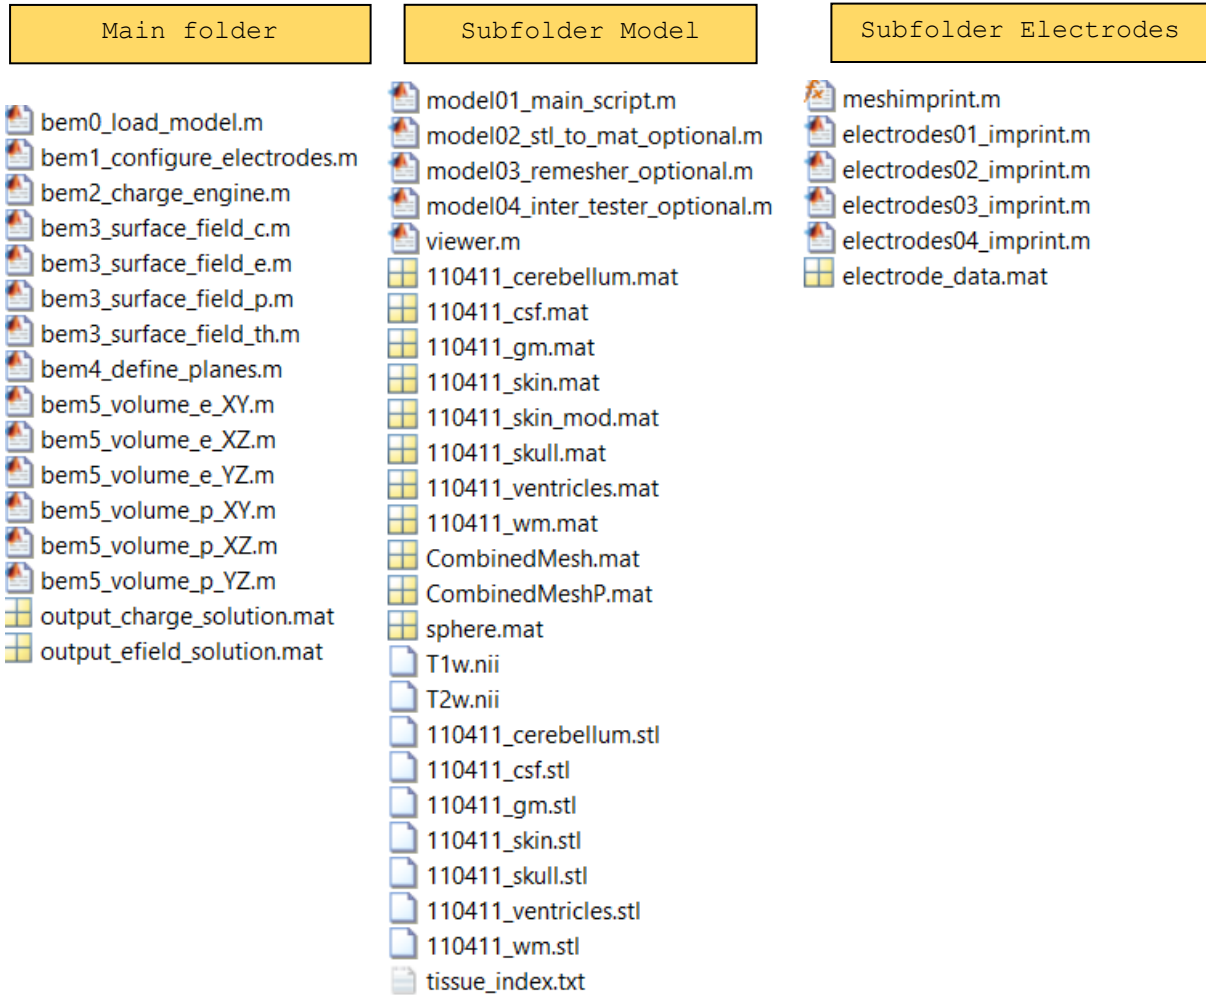 Main folder
bem0_load_model.m
bem1_configure_electrodes.m
bem2_charge_engine.m
bem3_surface_field_c.m
bem3_surface_field_e.m
bem3_surface_field_p.m
bem3_surface_field_th.m
bem4_define_planes.m
bem5_volume_e_XY.m
bem5_volume_e_XZ.m
bem5_volume_e_YZ.m
bem5_volume_p_XY.m
bem5_volume_p_XZ.m
bem5_volume_p_YZ.m
output_charge_solution.mat
output_efield_solution.mat
Subfolder Model
model01_main_script.m
model02_stl_to_mat_optional.m
model03_remesher_optional.m
model04_inter_tester_optional.m
viewer.m
110411_cerebellum.mat
110411_csf.mat
110411_gm.mat
110411_skin.mat
110411_skin_mod.mat
110411_skull.mat
110411_ventricles.mat
110411_wm.mat
CombinedMesh.mat
CombinedMeshP.mat
sphere.mat
T1w.nii
T2w.nii
110411_cerebellum.stl
110411_csf.stl
110411_gm.stl
110411_skin.stl
110411_skull.stl
110411_ventricles.stl
110411_wm.stl
tissue_index.txt
Subfolder Electrodes
meshimprint.m
electrodes01_imprint.m
electrodes02_imprint.m
electrodes03_imprint.m
electrodes04_imprint.m
electrode_data.mat